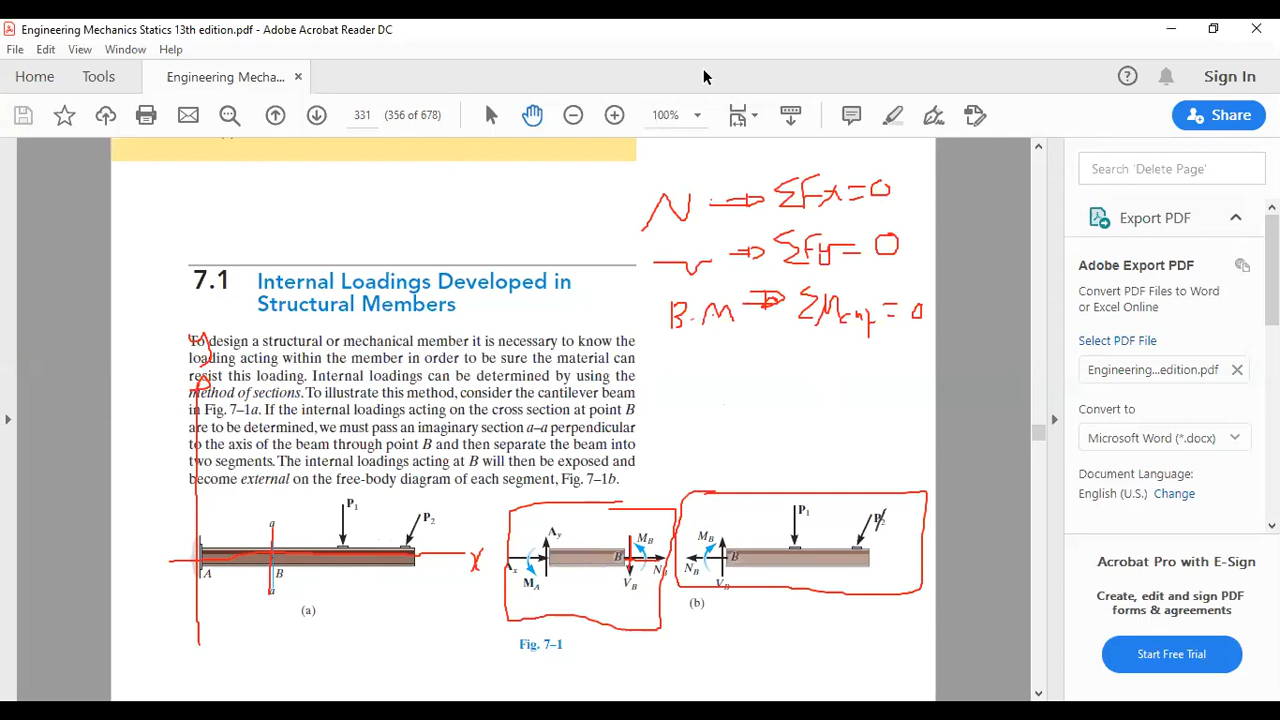 Engineering Mechanics Statics 13th edition.pdf - Adobe Acrobat Reader DC
File Edit View Window Help
Home Tools Engineering Mecha... × Sign In
331 (356 of 678) 100% Share
Search 'Delete Page'
N ⇒ ΣFx=0
V ⇒ ΣFy=0
B.M ⇒ ΣMcut=0
Export PDF
Adobe Export PDF
Convert PDF Files to Word
or Excel Online
Select PDF File
Engineering...edition.pdf ×
Convert to
Microsoft Word (*.docx)
Document Language:
English (U.S.) Change
7.1 Internal Loadings Developed in
Structural Members
y
To design a structural or mechanical member it is necessary to know the
loading acting within the member in order to be sure the material can
resist this loading. Internal loadings can be determined by using the
method of sections. To illustrate this method, consider the cantilever beam
in Fig. 7–1a. If the internal loadings acting on the cross section at point B
are to be determined, we must pass an imaginary section a–a perpendicular
to the axis of the beam through point B and then separate the beam into
two segments. The internal loadings acting at B will then be exposed and
become external on the free-body diagram of each segment, Fig. 7–1b.
P1 P2 a a A B x
(a)
Ay Ax MA B MB NB VB
MB NB VB B P1 P2
(b)
Fig. 7–1
Acrobat Pro with E-Sign
Create, edit and sign PDF
forms & agreements
Start Free Trial